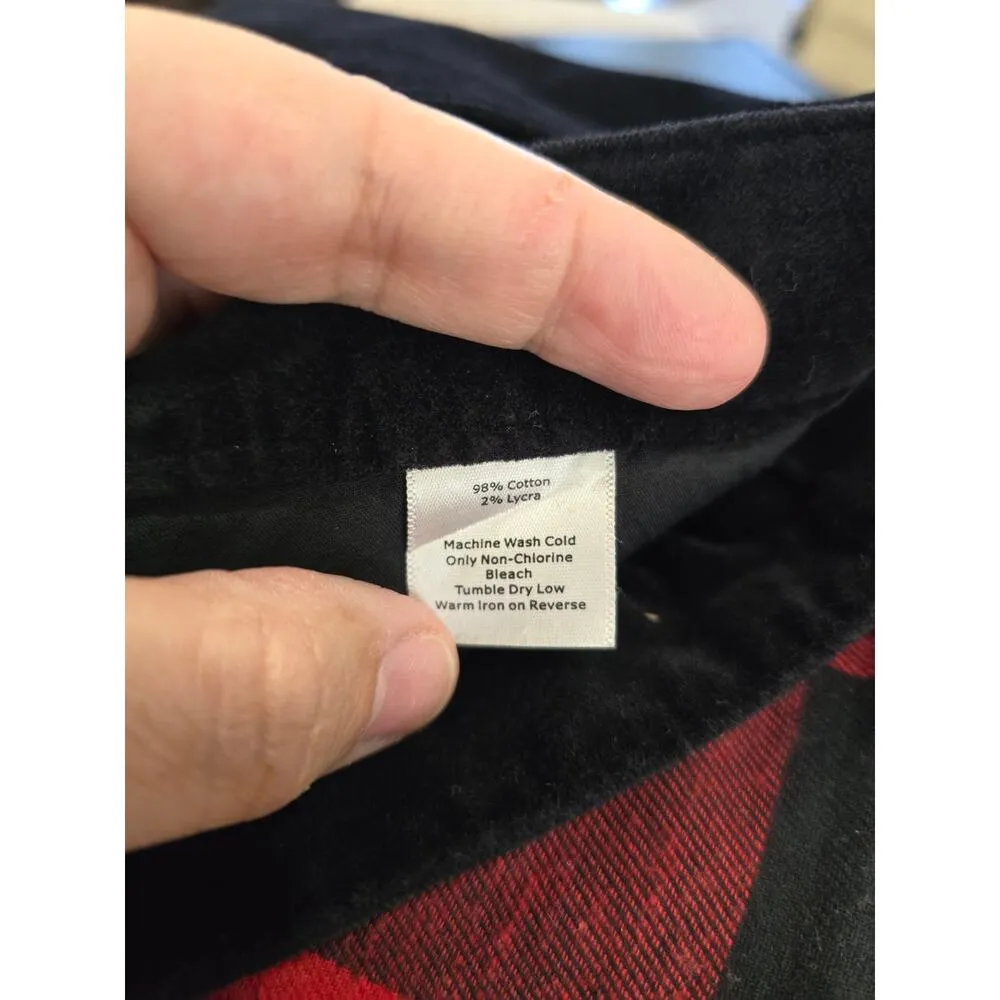 98% Cotton
2% Lycra
Machine Wash Cold
Only Non-Chlorine
Bleach
Tumble Dry Low
Warm Iron on Reverse